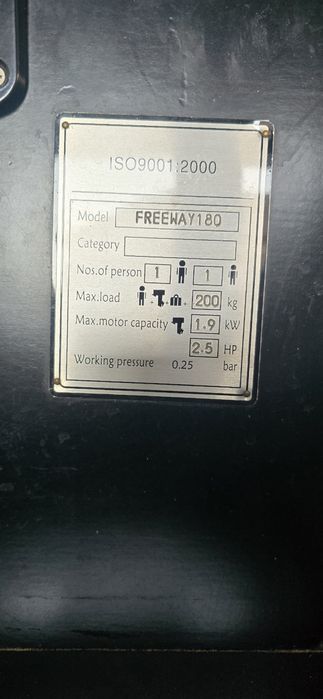 ISO9001:2000
Model FREEWAY180
Category
Nos.of person 1 1
Max.load 200 kg
Max.motor capacity 1.9 kW
2.5 HP
Working pressure 0.25 bar